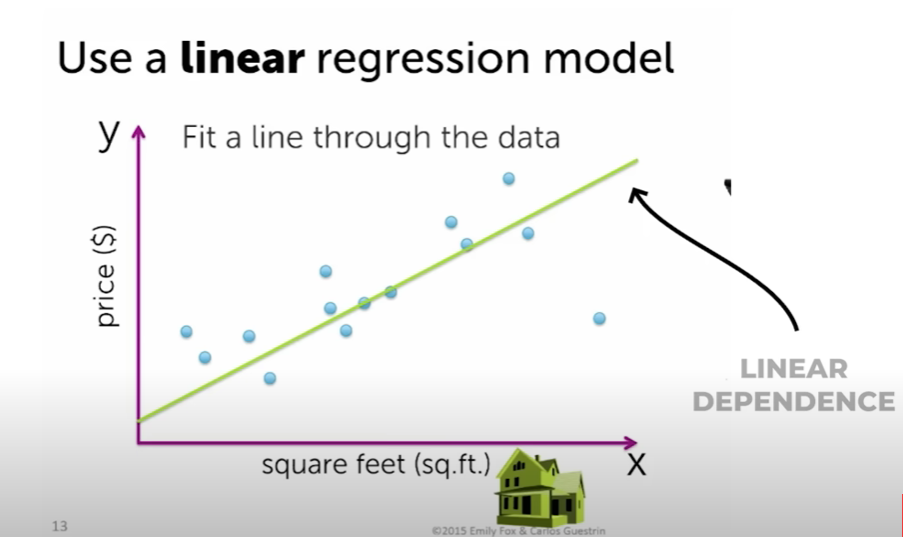 Use a linear regression model
y
Fit a line through the data
price ($)
LINEAR
DEPENDENCE
square feet (sq.ft.)
x
13
©2015 Emily Fox & Carlos Guestrin